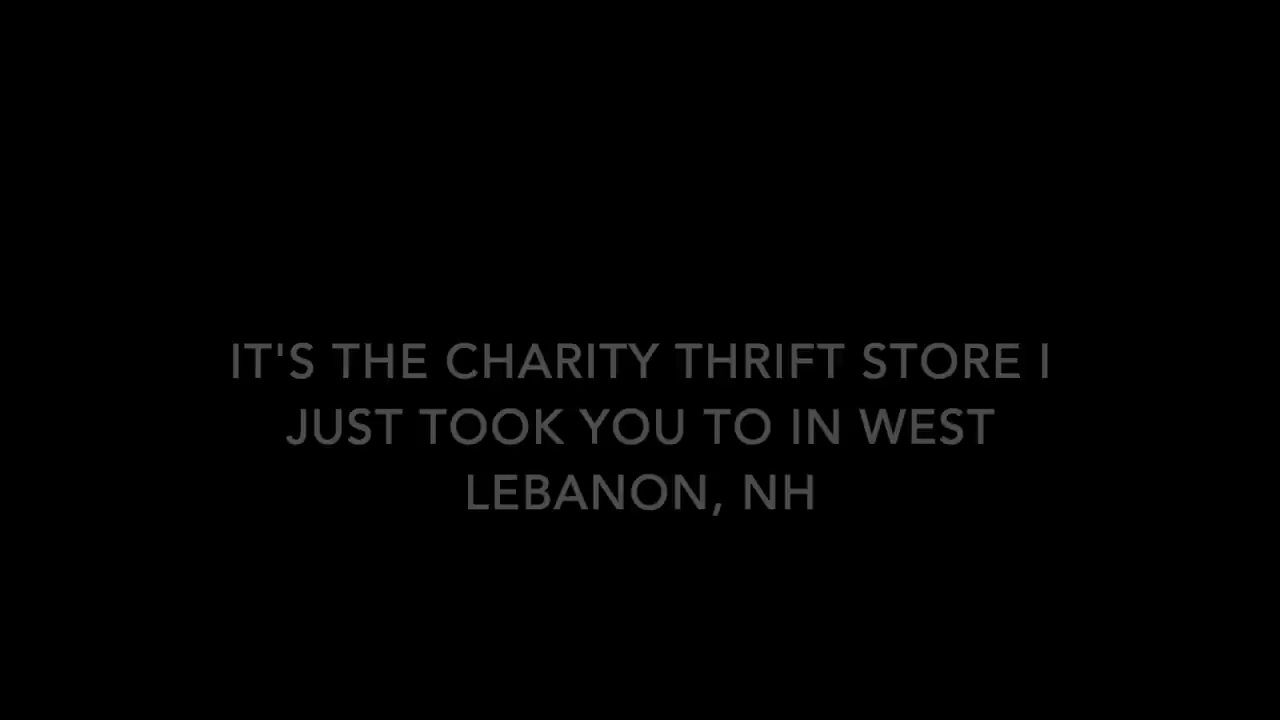 IT'S THE CHARITY THRIFT STORE I
JUST TOOK YOU TO IN WEST
LEBANON, NH